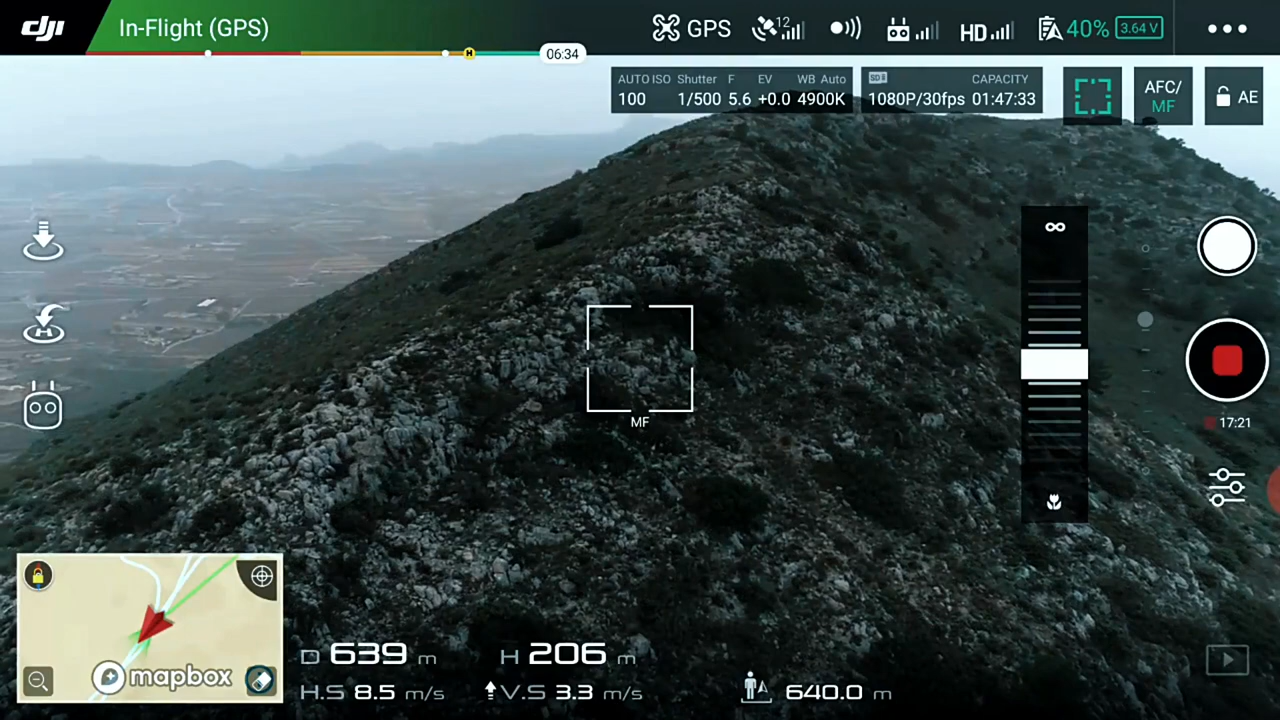 dji In-Flight (GPS) GPS 12 HD 40% 3.64 V
H 06:34
AUTO ISO Shutter F EV WB Auto
100 1/500 5.6 +0.0 4900K
SD CAPACITY
1080P/30fps 01:47:33
AFC/
MF
AE
MF
17:21
mapbox
D 639 m H 206 m
H.S 8.5 m/s V.S 3.3 m/s 640.0 m